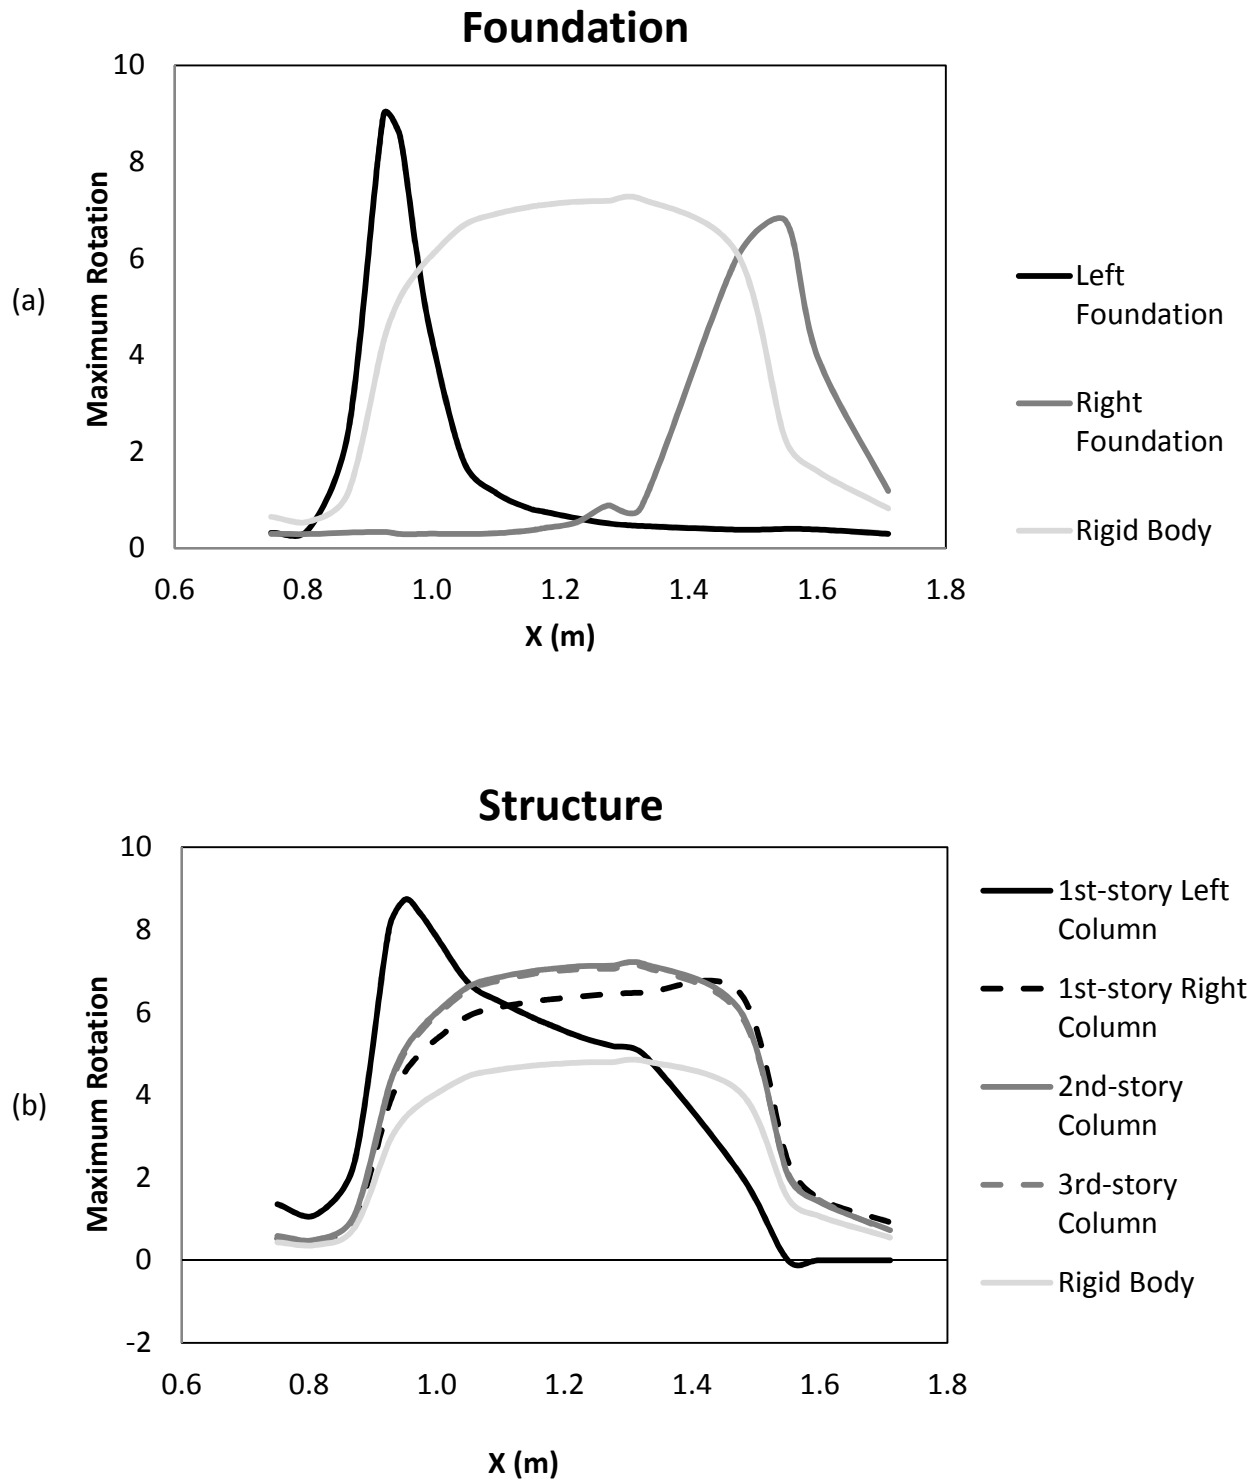 Foundation
(a)
Maximum Rotation
10
8
6
4
2
0
0.6 0.8 1.0 1.2 1.4 1.6 1.8
X (m)
Left
Foundation
Right
Foundation
Rigid Body
Structure
(b)
Maximum Rotation
10
8
6
4
2
0
-2
0.6 0.8 1.0 1.2 1.4 1.6 1.8
X (m)
1st-story Left
Column
1st-story Right
Column
2nd-story
Column
3rd-story
Column
Rigid Body